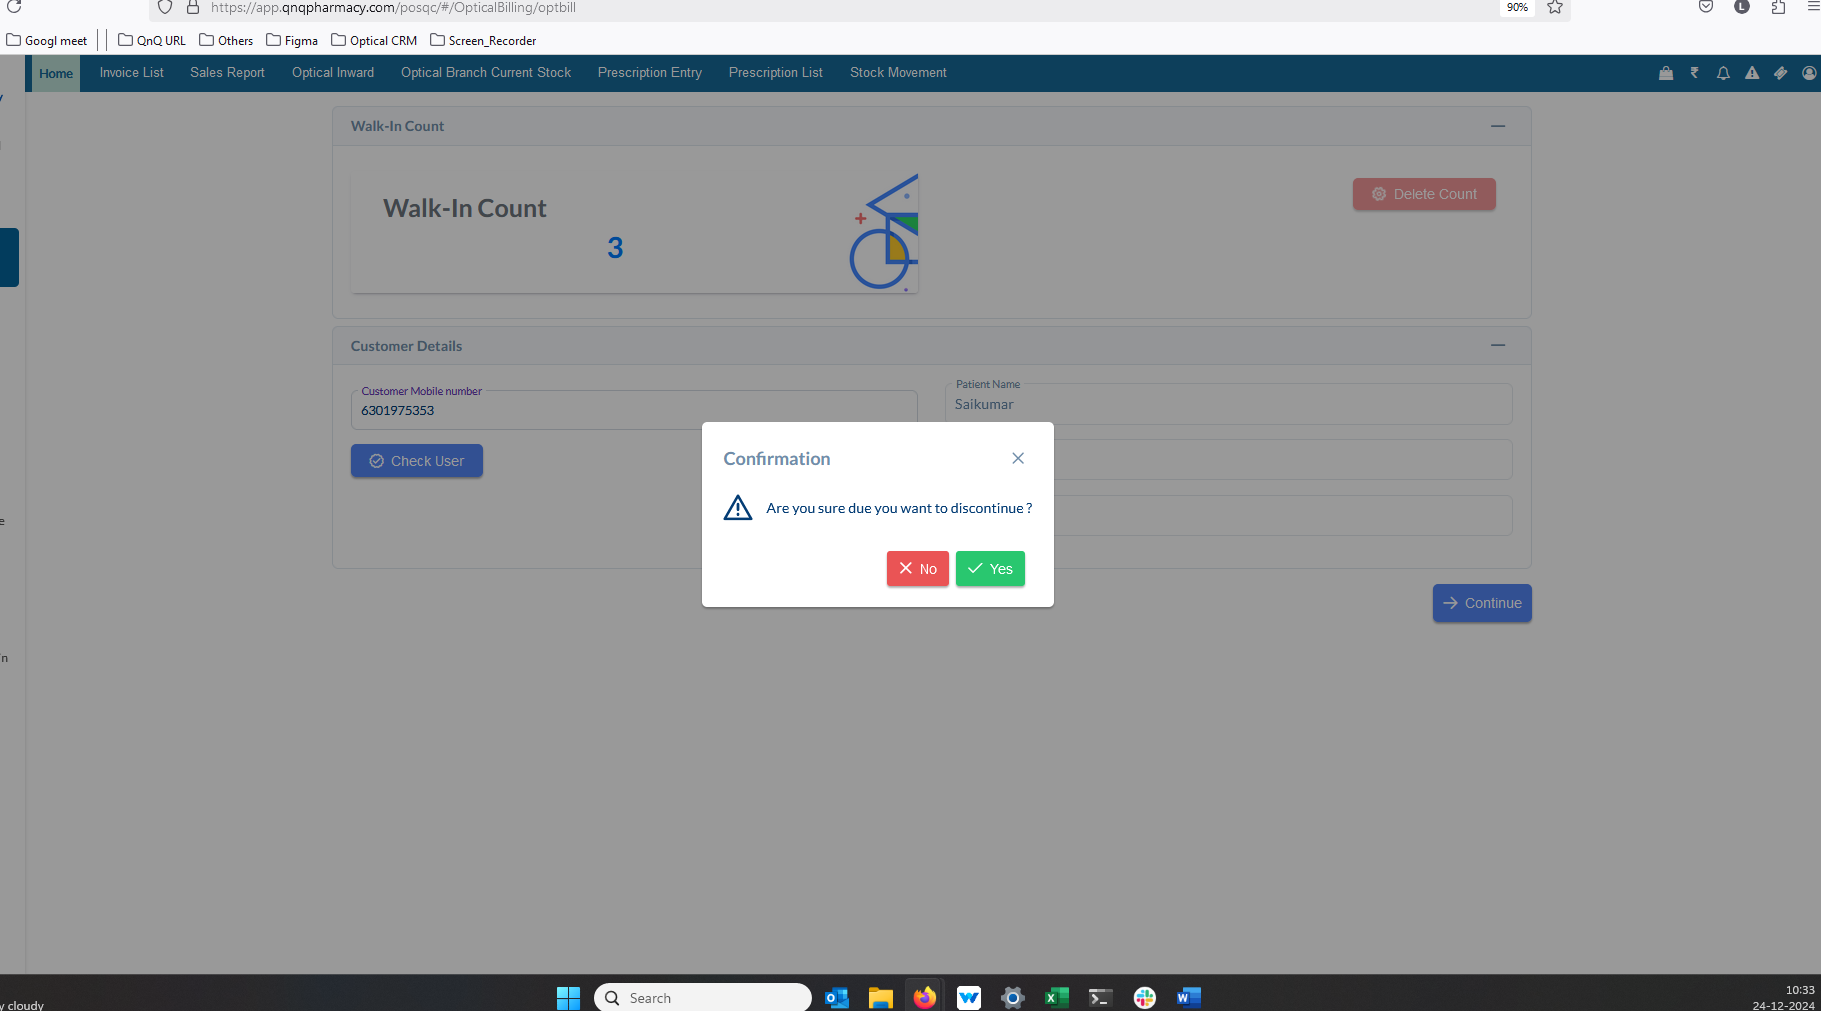 https://app.qnqpharmacy.com/posqc/#/OpticalBilling/optbill 90% L
Googl meet QnQ URL Others Figma Optical CRM Screen_Recorder
Home Invoice List Sales Report Optical Inward Optical Branch Current Stock Prescription Entry Prescription List Stock Movement
Walk-In Count
Walk-In Count
3
Delete Count
Customer Details
Customer Mobile number
6301975353
Patient Name
Saikumar
Check User
Confirmation
Are you sure due you want to discontinue ?
No Yes
Continue
Search
10:33
24-12-2024
y cloudy